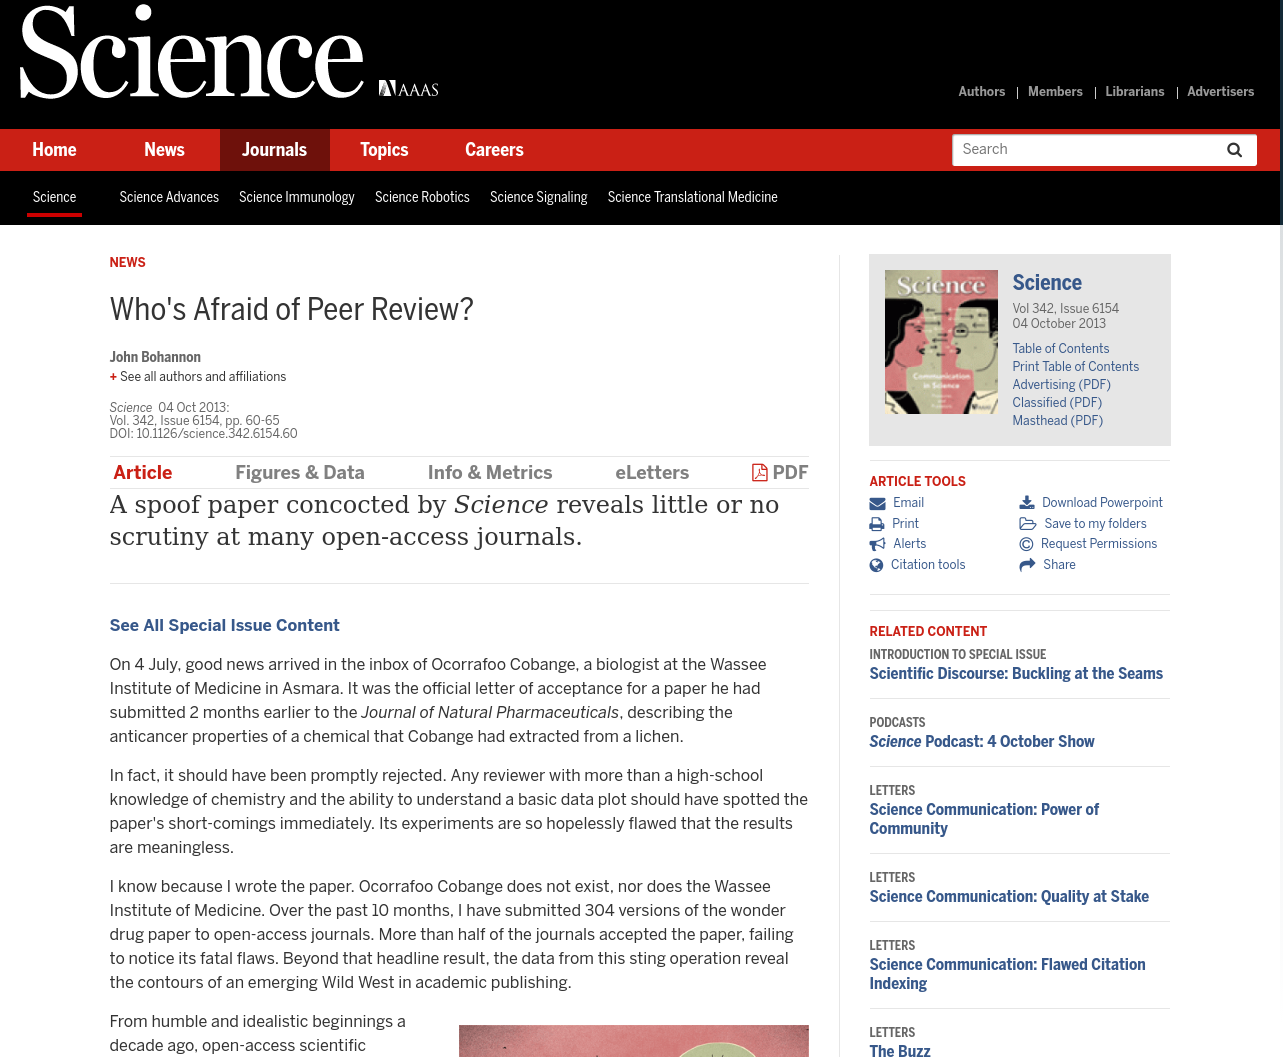 Science
AAAS
Authors | Members | Librarians | Advertisers
Home News Journals Topics Careers Search
Science Science Advances Science Immunology Science Robotics Science Signaling Science Translational Medicine
NEWS
Who's Afraid of Peer Review?
John Bohannon
+ See all authors and affiliations
Science 04 Oct 2013:
Vol. 342, Issue 6154, pp. 60-65
DOI: 10.1126/science.342.6154.60
Article Figures & Data Info & Metrics eLetters PDF
A spoof paper concocted by Science reveals little or no
scrutiny at many open-access journals.
See All Special Issue Content
On 4 July, good news arrived in the inbox of Ocorrafoo Cobange, a biologist at the Wassee
Institute of Medicine in Asmara. It was the official letter of acceptance for a paper he had
submitted 2 months earlier to the Journal of Natural Pharmaceuticals, describing the
anticancer properties of a chemical that Cobange had extracted from a lichen.
In fact, it should have been promptly rejected. Any reviewer with more than a high-school
knowledge of chemistry and the ability to understand a basic data plot should have spotted the
paper's short-comings immediately. Its experiments are so hopelessly flawed that the results
are meaningless.
I know because I wrote the paper. Ocorrafoo Cobange does not exist, nor does the Wassee
Institute of Medicine. Over the past 10 months, I have submitted 304 versions of the wonder
drug paper to open-access journals. More than half of the journals accepted the paper, failing
to notice its fatal flaws. Beyond that headline result, the data from this sting operation reveal
the contours of an emerging Wild West in academic publishing.
From humble and idealistic beginnings a
decade ago, open-access scientific
Science
Communication
in Science
Science
Vol 342, Issue 6154
04 October 2013
Table of Contents
Print Table of Contents
Advertising (PDF)
Classified (PDF)
Masthead (PDF)
ARTICLE TOOLS
Email Download Powerpoint
Print Save to my folders
Alerts © Request Permissions
Citation tools Share
RELATED CONTENT
INTRODUCTION TO SPECIAL ISSUE
Scientific Discourse: Buckling at the Seams
PODCASTS
Science Podcast: 4 October Show
LETTERS
Science Communication: Power of
Community
LETTERS
Science Communication: Quality at Stake
LETTERS
Science Communication: Flawed Citation
Indexing
LETTERS
The Buzz